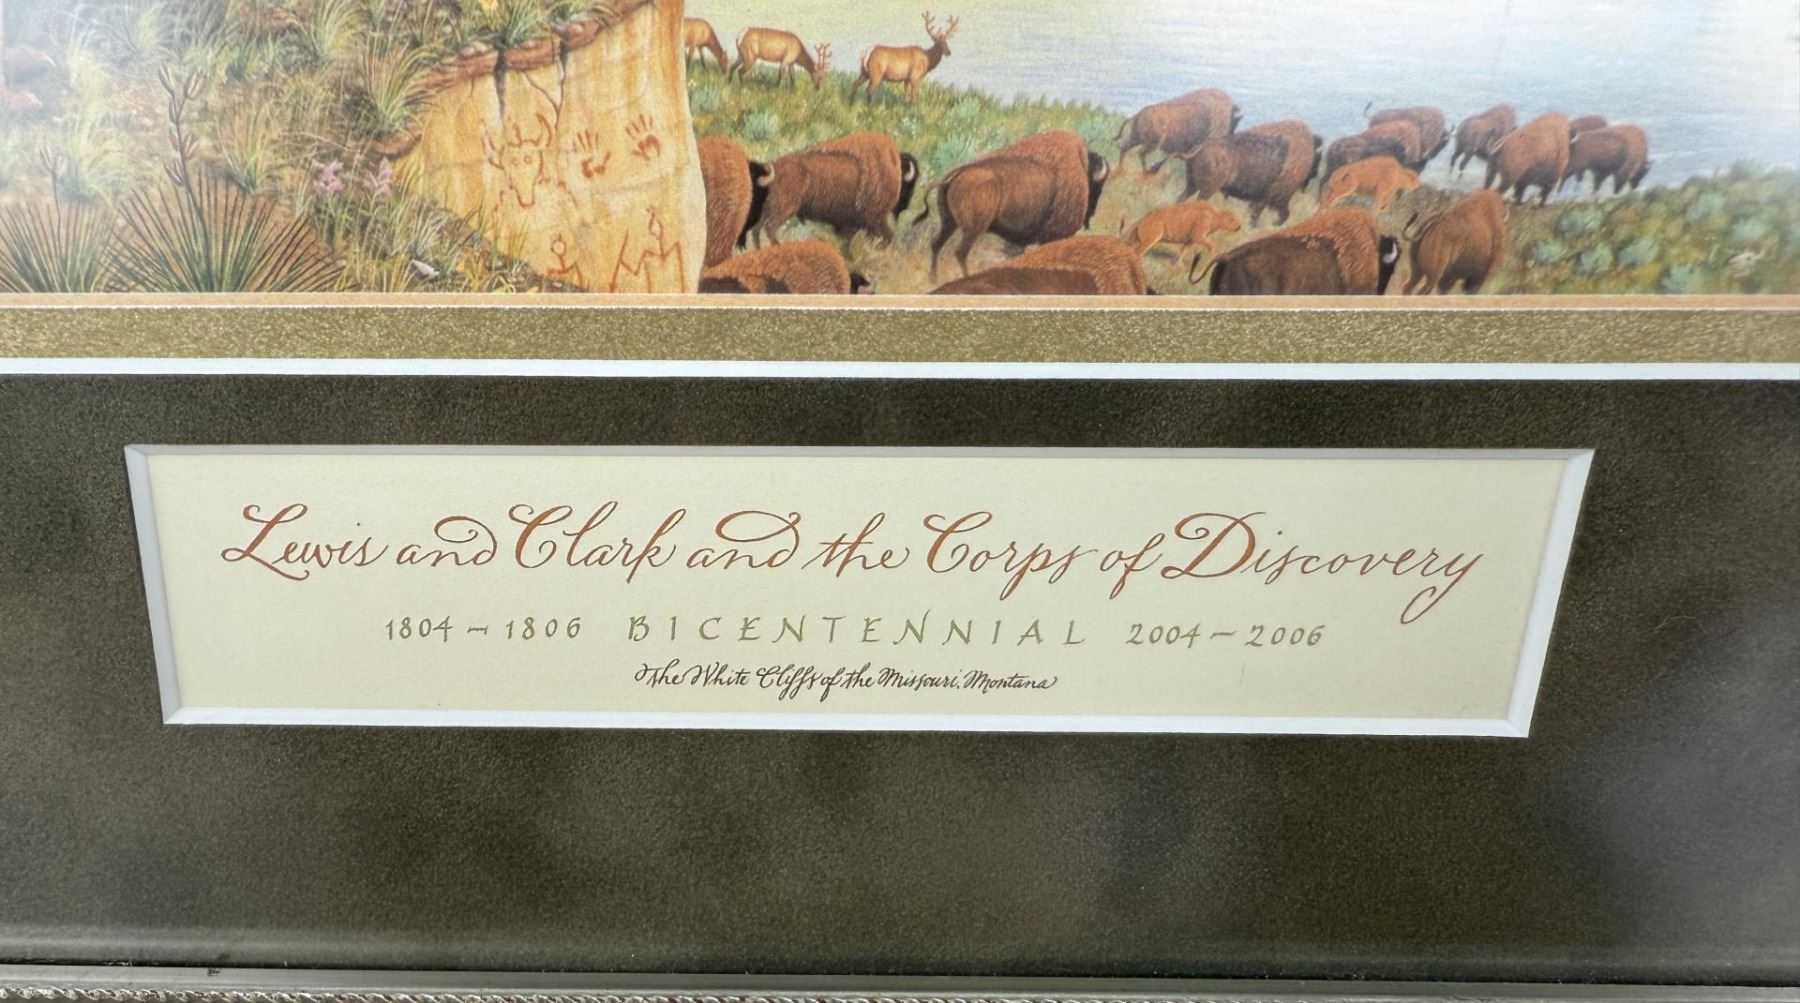 Lewis and Clark and the Corps of Discovery
1804 – 1806 BICENTENNIAL 2004 – 2006
The White Cliffs of the Missouri, Montana